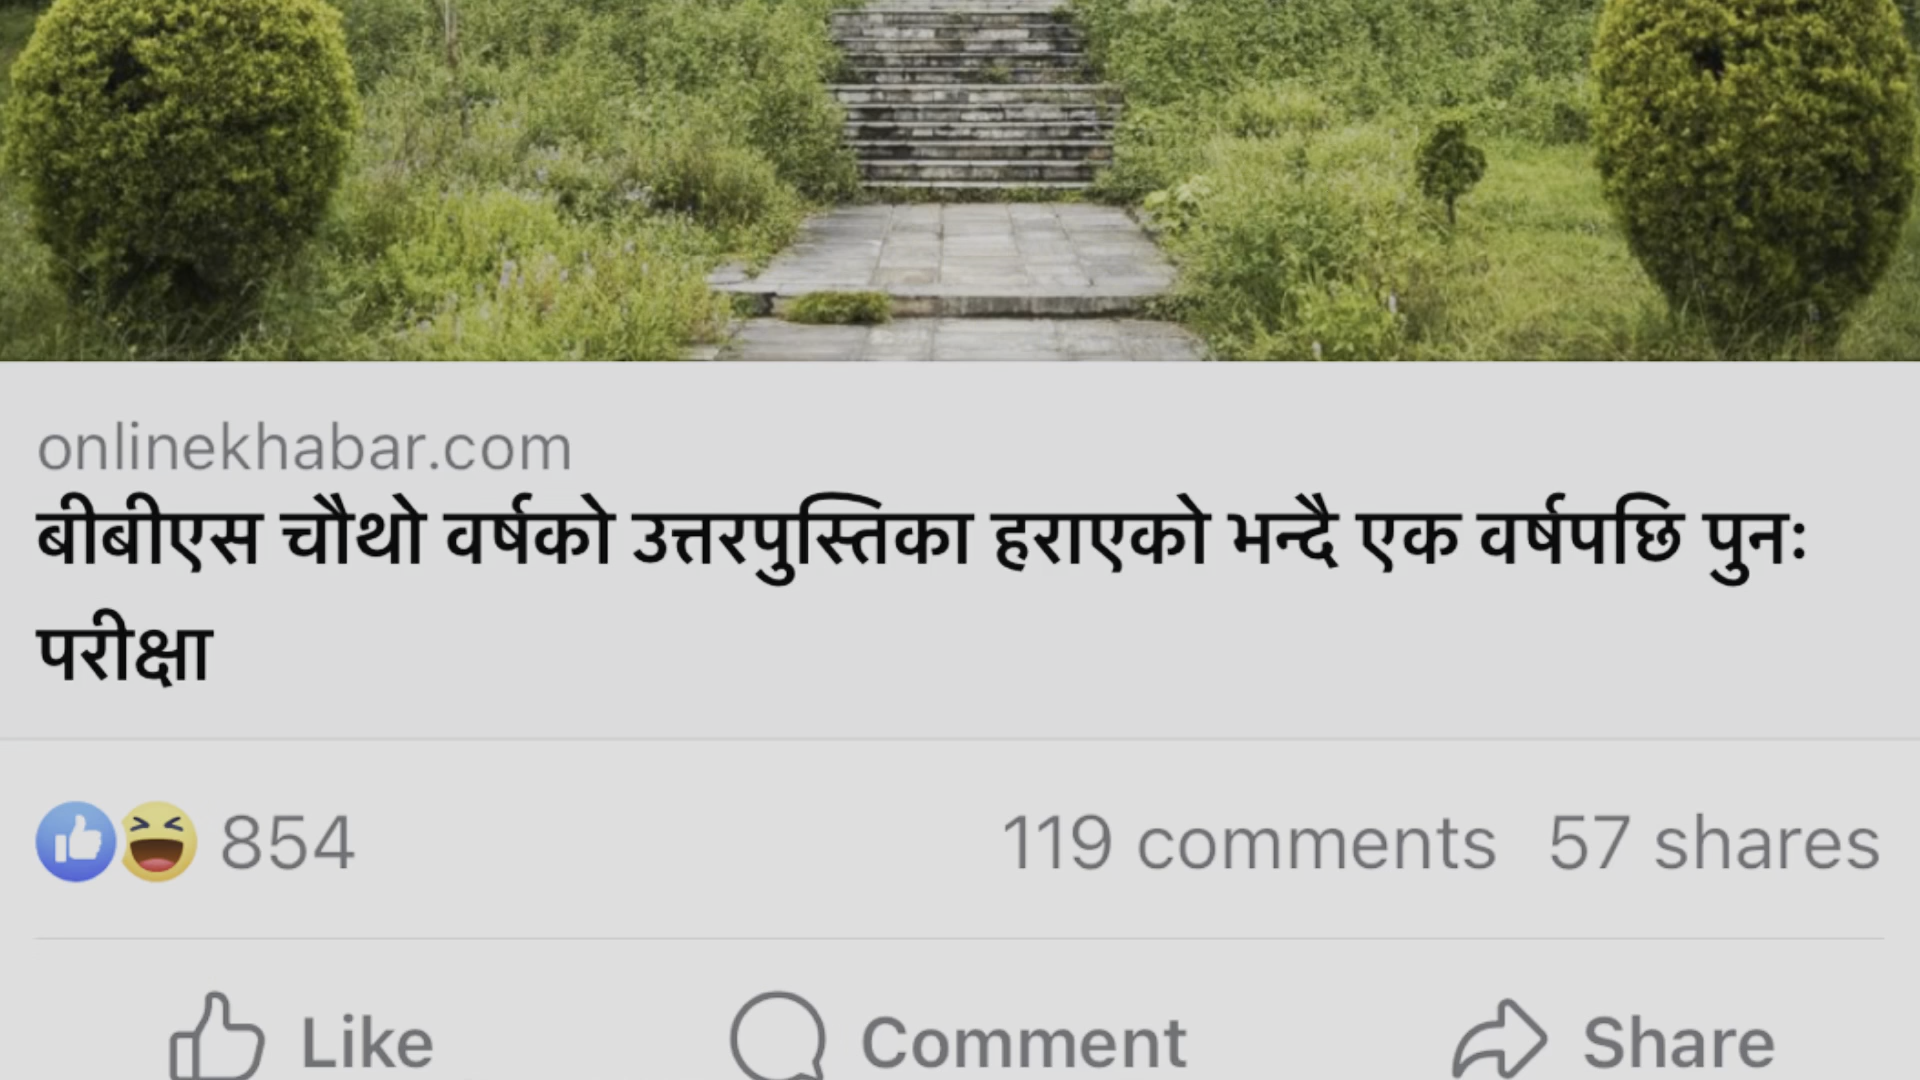 onlinekhabar.com
बीबीएस चौथो वर्षको उत्तरपुस्तिका हराएको भन्दै एक वर्षपछि पुनः
परीक्षा
854 119 comments 57 shares
Like Comment Share